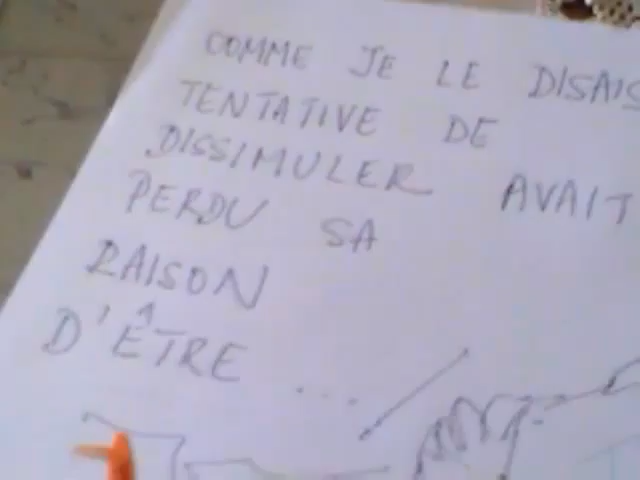 COMME JE LE DISAIS
TENTATIVE DE
DISSIMULER AVAIT
PERDU SA
RAISON
D'ÊTRE ...